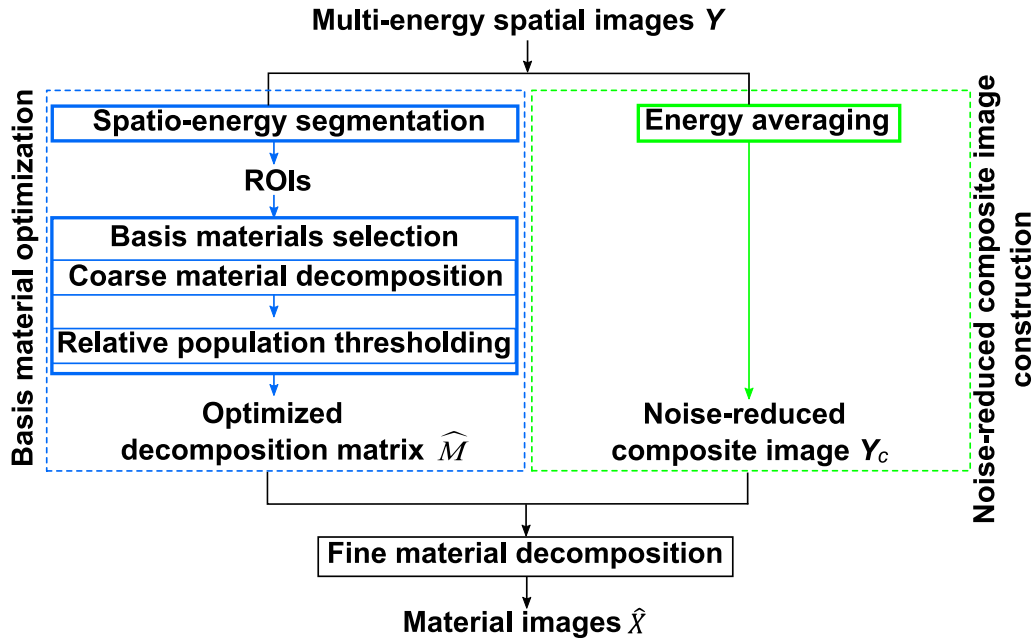 Multi-energy spatial images Y
Basis material optimization
Spatio-energy segmentation
ROIs
Basis materials selection
Coarse material decomposition
Relative population thresholding
Optimized
decomposition matrix M̂
Energy averaging
Noise-reduced
composite image Yc
Noise-reduced composite image
construction
Fine material decomposition
Material images X̂